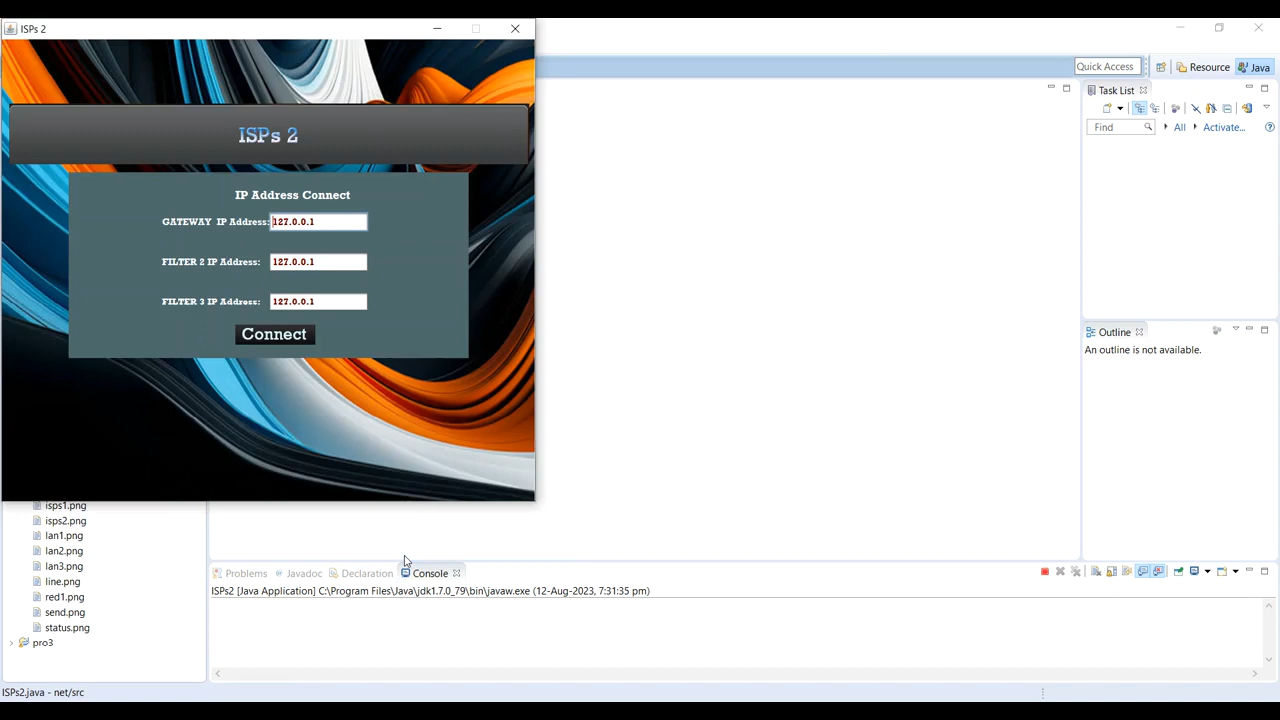 ISPs 2
Quick Access
Resource
Java
Task List
Find
All
Activate...
ISPs 2
IP Address Connect
GATEWAY IP Address:
127.0.0.1
FILTER 2 IP Address:
127.0.0.1
FILTER 3 IP Address:
127.0.0.1
Connect
Outline
An outline is not available.
isps1.png
isps2.png
lan1.png
lan2.png
lan3.png
line.png
red1.png
send.png
status.png
pro3
Problems
Javadoc
Declaration
Console
ISPs2 [Java Application] C:\Program Files\Java\jdk1.7.0_79\bin\javaw.exe (12-Aug-2023, 7:31:35 pm)
ISPs2.java - net/src